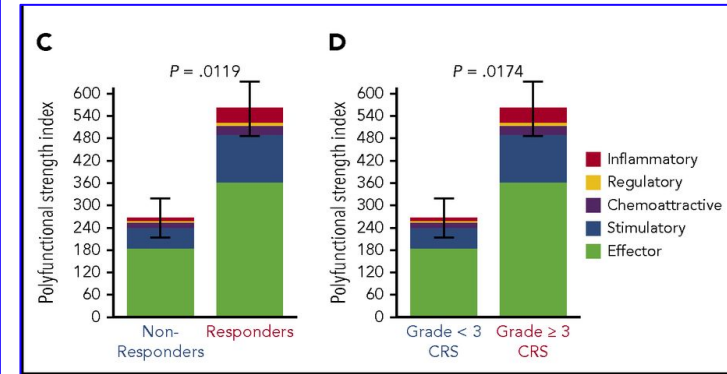 C
P = .0119
Polyfunctional strength index
600
540
480
420
360
300
240
180
120
60
0
Non-
Responders
Responders
D
P = .0174
Polyfunctional strength index
600
540
480
420
360
300
240
180
120
60
0
Grade < 3
CRS
Grade ≥ 3
CRS
Inflammatory
Regulatory
Chemoattractive
Stimulatory
Effector